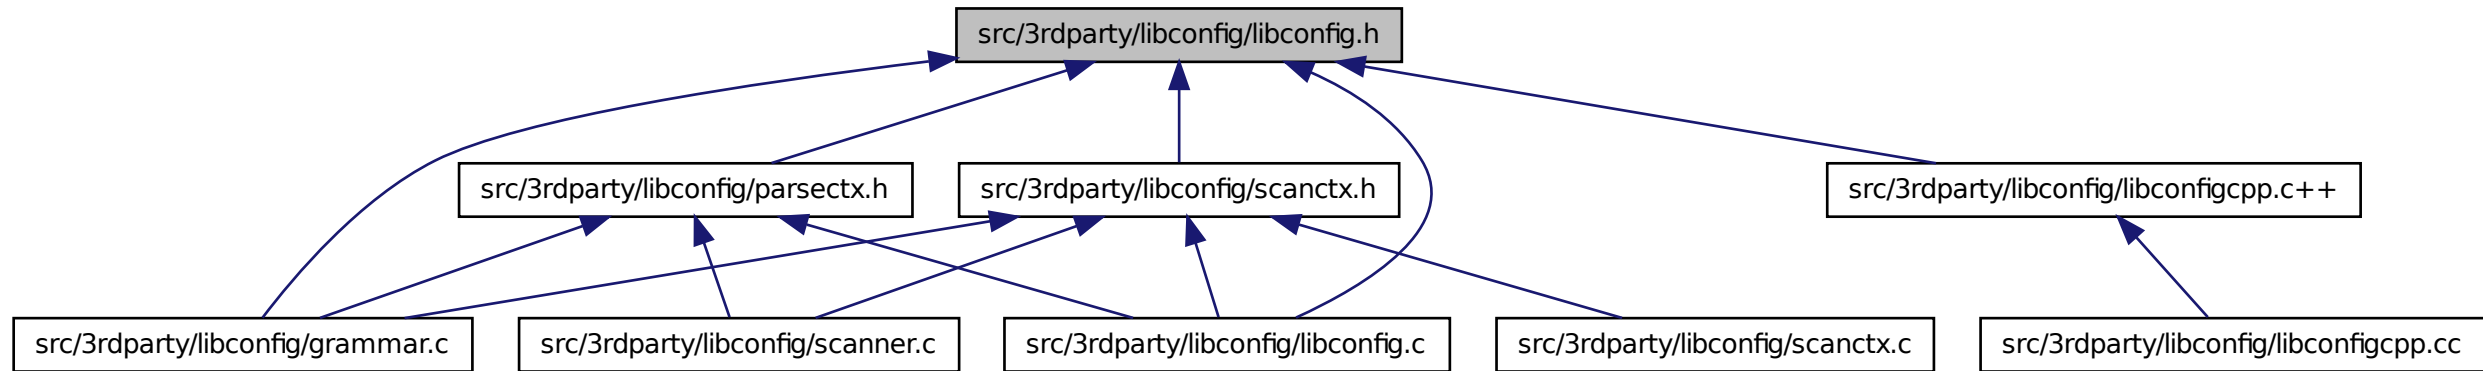 src/3rdparty/libconfig/libconfig.h
src/3rdparty/libconfig/parsectx.h
src/3rdparty/libconfig/scanctx.h
src/3rdparty/libconfig/libconfigcpp.c++
src/3rdparty/libconfig/grammar.c
src/3rdparty/libconfig/scanner.c
src/3rdparty/libconfig/libconfig.c
src/3rdparty/libconfig/scanctx.c
src/3rdparty/libconfig/libconfigcpp.cc